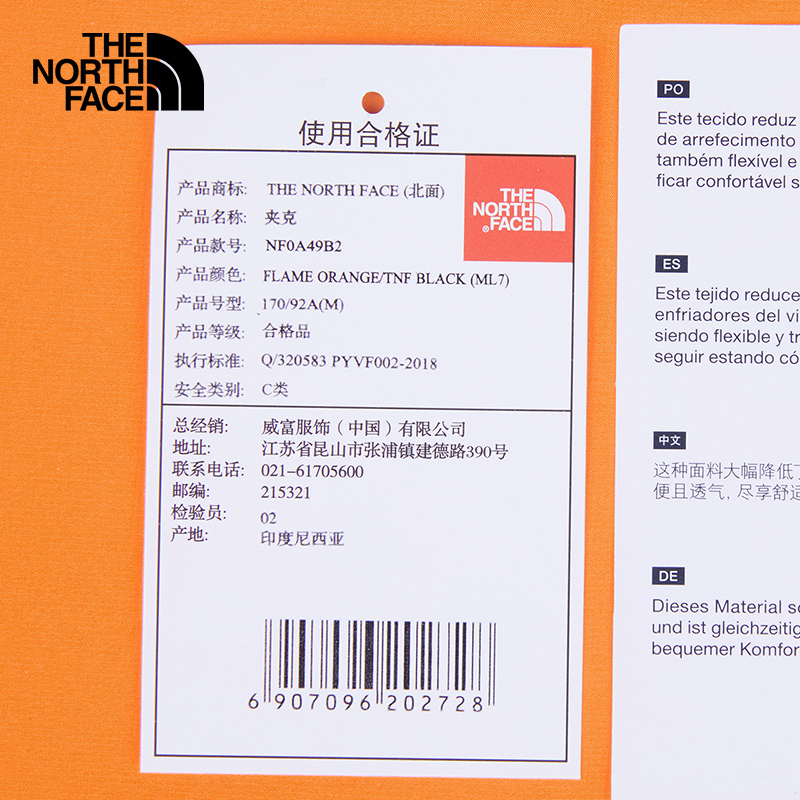 THE
NORTH
FACE
使用合格证
THE
NORTH
FACE
产品商标: THE NORTH FACE (北面)
产品名称: 夹克
产品款号: NF0A49B2
产品颜色: FLAME ORANGE/TNF BLACK (ML7)
产品号型: 170/92A(M)
产品等级: 合格品
执行标准: Q/320583 PYVF002-2018
安全类别: C类
总经销: 威富服饰（中国）有限公司
地址: 江苏省昆山市张浦镇建德路390号
联系电话: 021-61705600
邮编: 215321
检验员: 02
产地: 印度尼西亚
6 907096 202728
PO
Este tecido reduz
de arrefecimento
também flexível e
ficar confortável s
ES
Este tejido reduce
enfriadores del vi
siendo flexible y tr
seguir estando có
中文
这种面料大幅降低了
便且透气，尽享舒适
DE
Dieses Material se
und ist gleichzeitig
bequemer Komfor